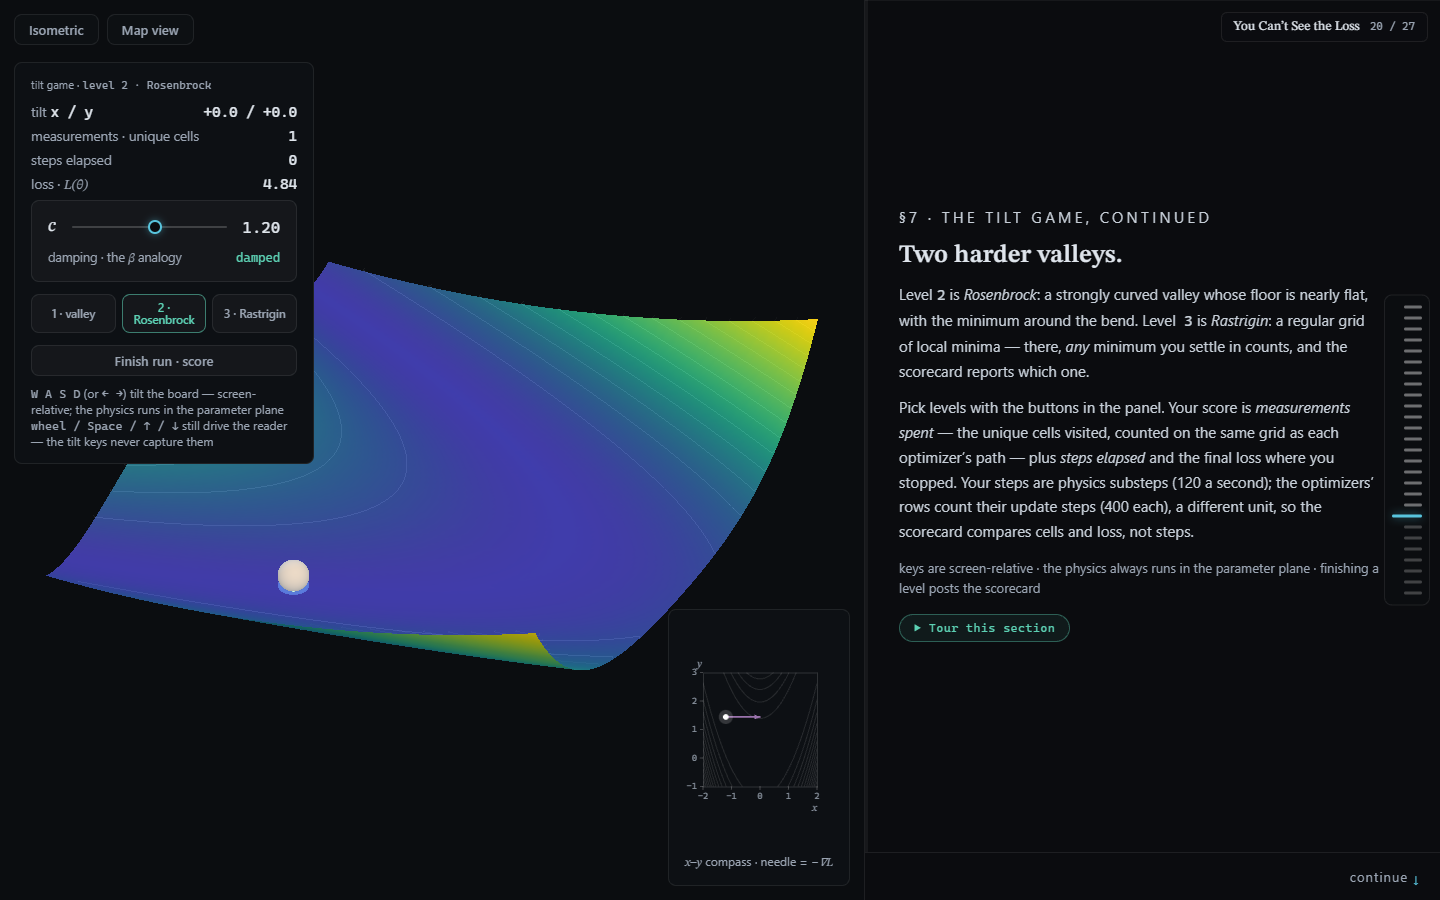 Isometric
Map view
tilt game · level 2 · Rosenbrock
tilt x / y +0.0 / +0.0
measurements · unique cells 1
steps elapsed 0
loss · L(θ) 4.84
c 1.20
damping · the β analogy damped
1 · valley
2 ·
Rosenbrock
3 · Rastrigin
Finish run · score
W A S D (or ← →) tilt the board — screen-
relative; the physics runs in the parameter plane
wheel / Space / ↑ / ↓ still drive the reader
— the tilt keys never capture them
y
3
2
1
0
−1
−2 −1 0 1 2
x
x–y compass · needle = −∇L
You Can’t See the Loss 20 / 27
§7 · THE TILT GAME, CONTINUED
Two harder valleys.
Level 2 is Rosenbrock: a strongly curved valley whose floor is nearly flat,
with the minimum around the bend. Level 3 is Rastrigin: a regular grid
of local minima — there, any minimum you settle in counts, and the
scorecard reports which one.
Pick levels with the buttons in the panel. Your score is measurements
spent — the unique cells visited, counted on the same grid as each
optimizer’s path — plus steps elapsed and the final loss where you
stopped. Your steps are physics substeps (120 a second); the optimizers’
rows count their update steps (400 each), a different unit, so the
scorecard compares cells and loss, not steps.
keys are screen-relative · the physics always runs in the parameter plane · finishing a
level posts the scorecard
▶ Tour this section
continue ↓